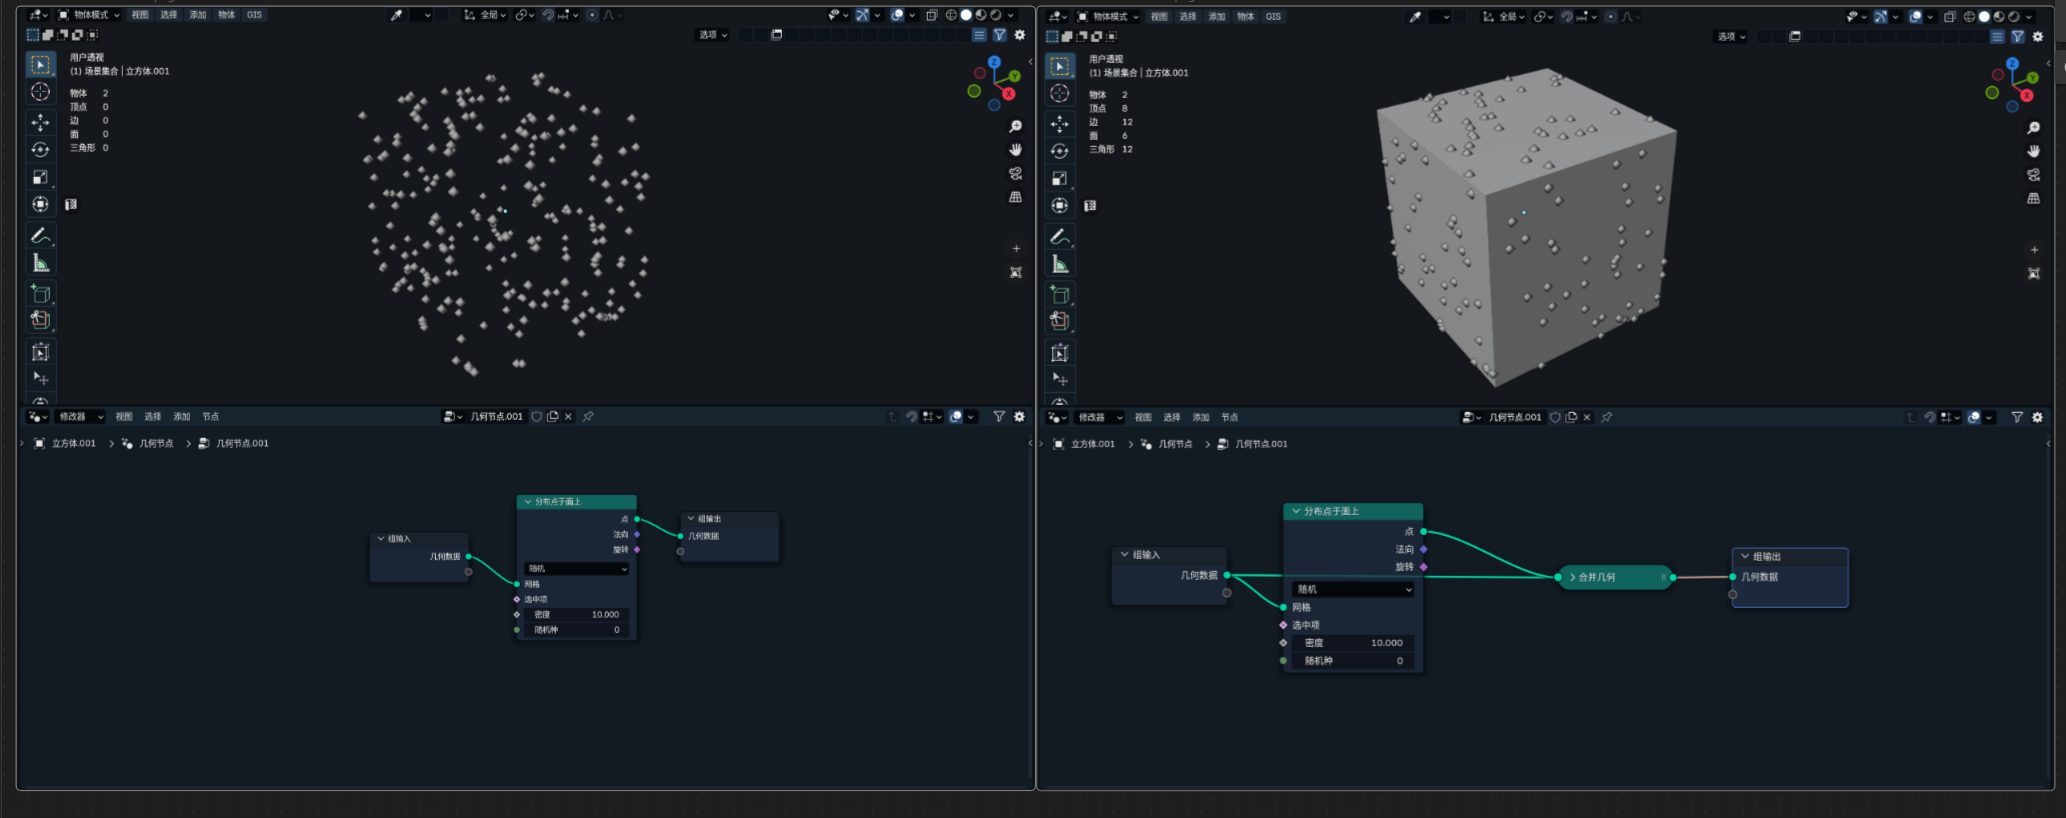 物体模式 视图 选择 添加 物体 GIS 全局
选项
用户透视
(1) 场景集合 | 立方体.001
物体 2
顶点 0
边 0
面 0
三角形 0
Z
Y
X
修改器 视图 选择 添加 节点 几何节点.001
立方体.001 几何节点 几何节点.001
组输入
几何数据
分布点于面上
点
法向
旋转
随机
网格
选中项
密度 10.000
随机种 0
组输出
几何数据
物体模式 视图 选择 添加 物体 GIS 全局
选项
用户透视
(1) 场景集合 | 立方体.001
物体 2
顶点 8
边 12
面 6
三角形 12
Z
Y
X
修改器 视图 选择 添加 节点 几何节点.001
立方体.001 几何节点 几何节点.001
组输入
几何数据
分布点于面上
点
法向
旋转
随机
网格
选中项
密度 10.000
随机种 0
合并几何
组输出
几何数据